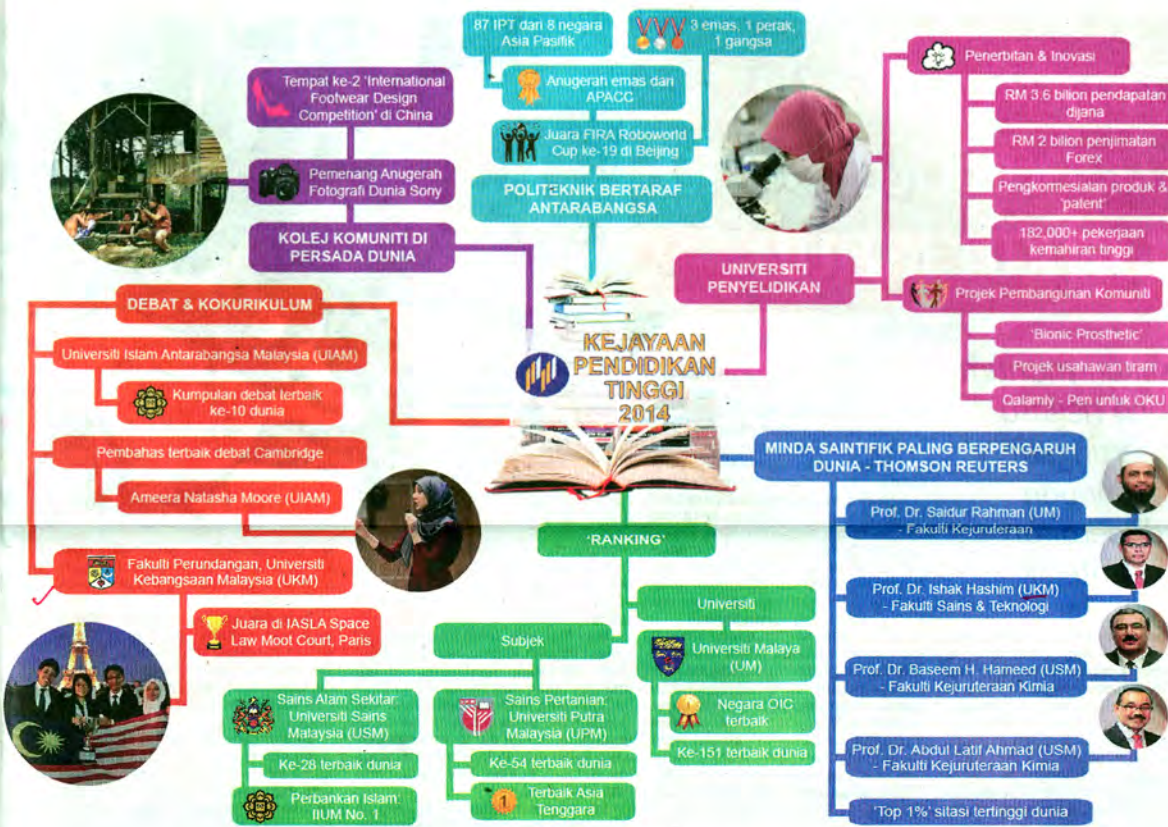 87 IPT dari 8 negara
Asia Pasifik
3 emas, 1 perak,
1 gangsa
Anugerah emas dari
APACC
Juara FIRA Roboworld
Cup ke-19 di Beijing
POLITEKNIK BERTARAF
ANTARABANGSA
Tempat ke-2 'International
Footwear Design
Competition' di China
Pemenang Anugerah
Fotografi Dunia Sony
KOLEJ KOMUNITI DI
PERSADA DUNIA
Penerbitan & Inovasi
RM 3.6 bilion pendapatan
dijana
RM 2 bilion penjimatan
Forex
Pengkormesialan produk &
'patent'
182,000+ pekerjaan
kemahiran tinggi
UNIVERSITI
PENYELIDIKAN
Projek Pembangunan Komuniti
'Bionic Prosthetic'
Projek usahawan tiram
Qalamiy - Pen untuk OKU
KEJAYAAN
PENDIDIKAN
TINGGI
2014
DEBAT & KOKURIKULUM
Universiti Islam Antarabangsa Malaysia (UIAM)
Kumpulan debat terbaik
ke-10 dunia
Pembahas terbaik debat Cambridge
Ameera Natasha Moore (UIAM)
Fakulti Perundangan, Universiti
Kebangsaan Malaysia (UKM)
Juara di IASLA Space
Law Moot Court, Paris
'RANKING'
Subjek
Sains Alam Sekitar:
Universiti Sains
Malaysia (USM)
Ke-28 terbaik dunia
Perbankan Islam:
IIUM No. 1
Sains Pertanian:
Universiti Putra
Malaysia (UPM)
Ke-54 terbaik dunia
1
Terbaik Asia
Tenggara
Universiti
Universiti Malaya
(UM)
Negara OIC
terbaik
Ke-151 terbaik dunia
MINDA SAINTIFIK PALING BERPENGARUH
DUNIA - THOMSON REUTERS
Prof. Dr. Saidur Rahman (UM)
- Fakulti Kejuruteraan
Prof. Dr. Ishak Hashim (UKM)
- Fakulti Sains & Teknologi
Prof. Dr. Baseem H. Hameed (USM)
- Fakulti Kejuruteraan Kimia
Prof. Dr. Abdul Latif Ahmad (USM)
- Fakulti Kejuruteraan Kimia
'Top 1%' sitasi tertinggi dunia